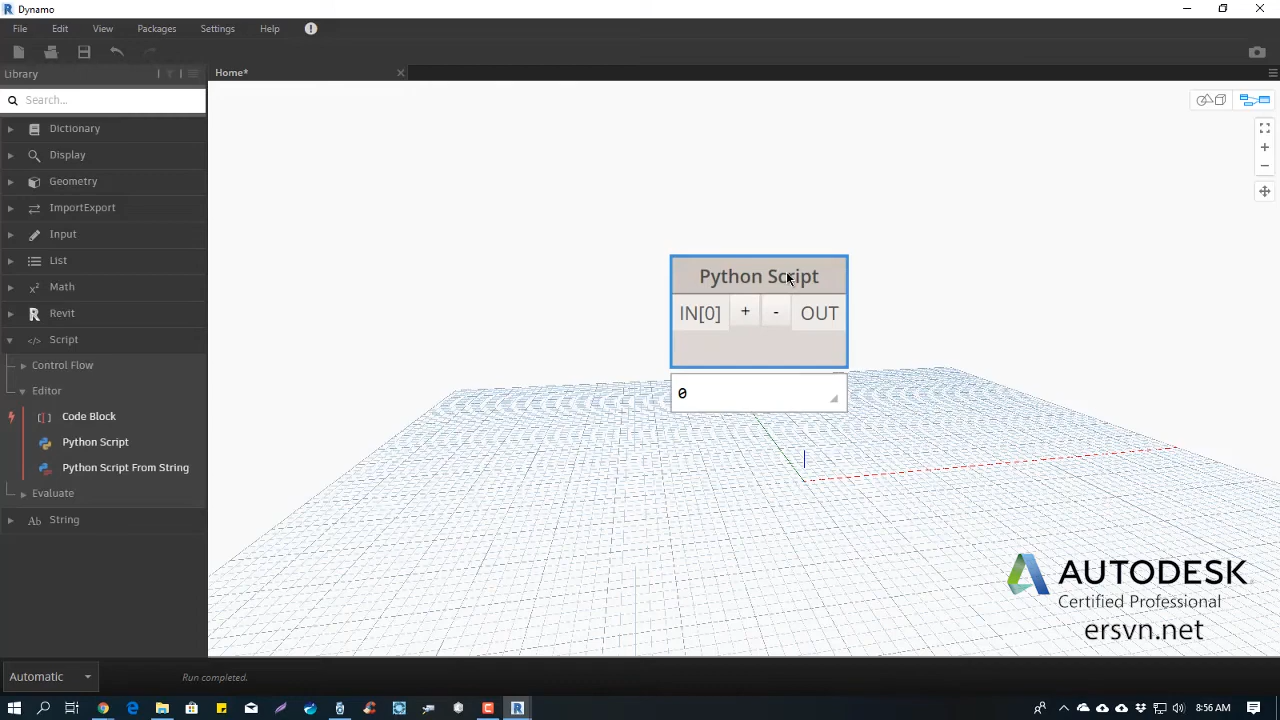 Dynamo
File Edit View Packages Settings Help
Library
Home*
Search...
Dictionary
Display
Geometry
ImportExport
Input
List
Math
Revit
Script
Control Flow
Editor
Code Block
Python Script
Python Script From String
Evaluate
Ab String
Python Script
IN[0] + - OUT
0
AUTODESK
Certified Professional
ersvn.net
Automatic
Run completed.
8:56 AM